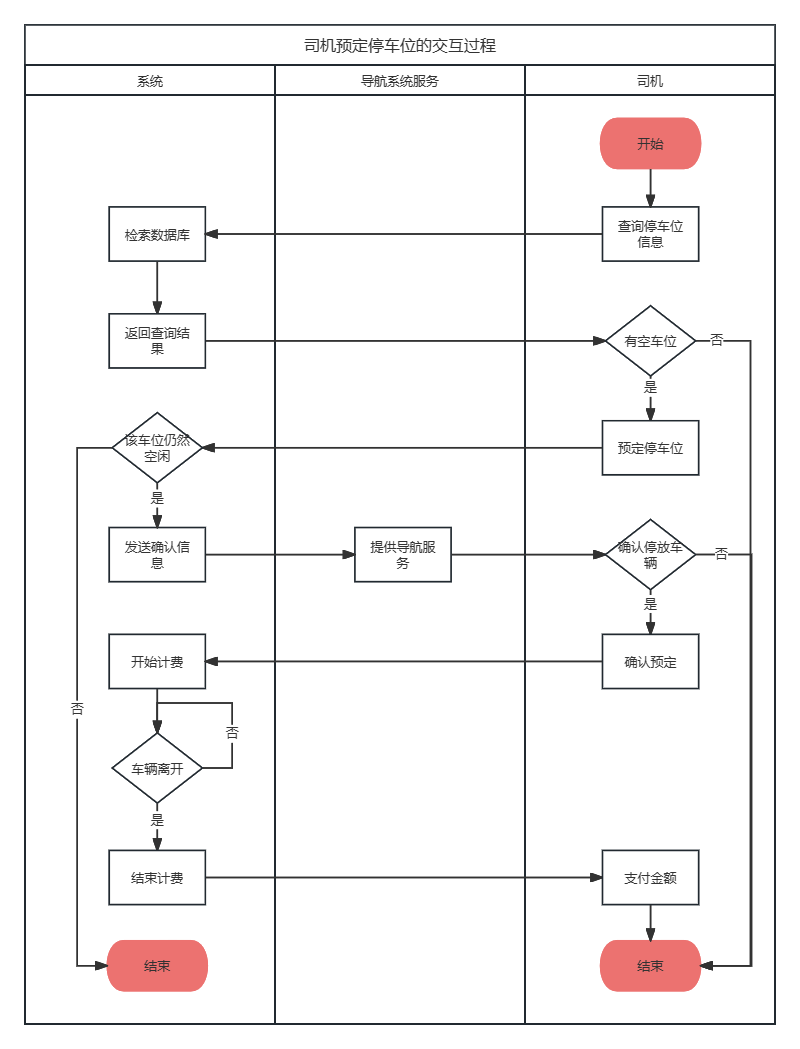 司机预定停车位的交互过程
系统
导航系统服务
司机
开始
检索数据库
查询停车位
信息
返回查询结
果
有空车位
否
是
该车位仍然
空闲
预定停车位
是
发送确认信
息
提供导航服
务
确认停放车
辆
否
是
开始计费
确认预定
否
否
车辆离开
是
结束计费
支付金额
结束
结束